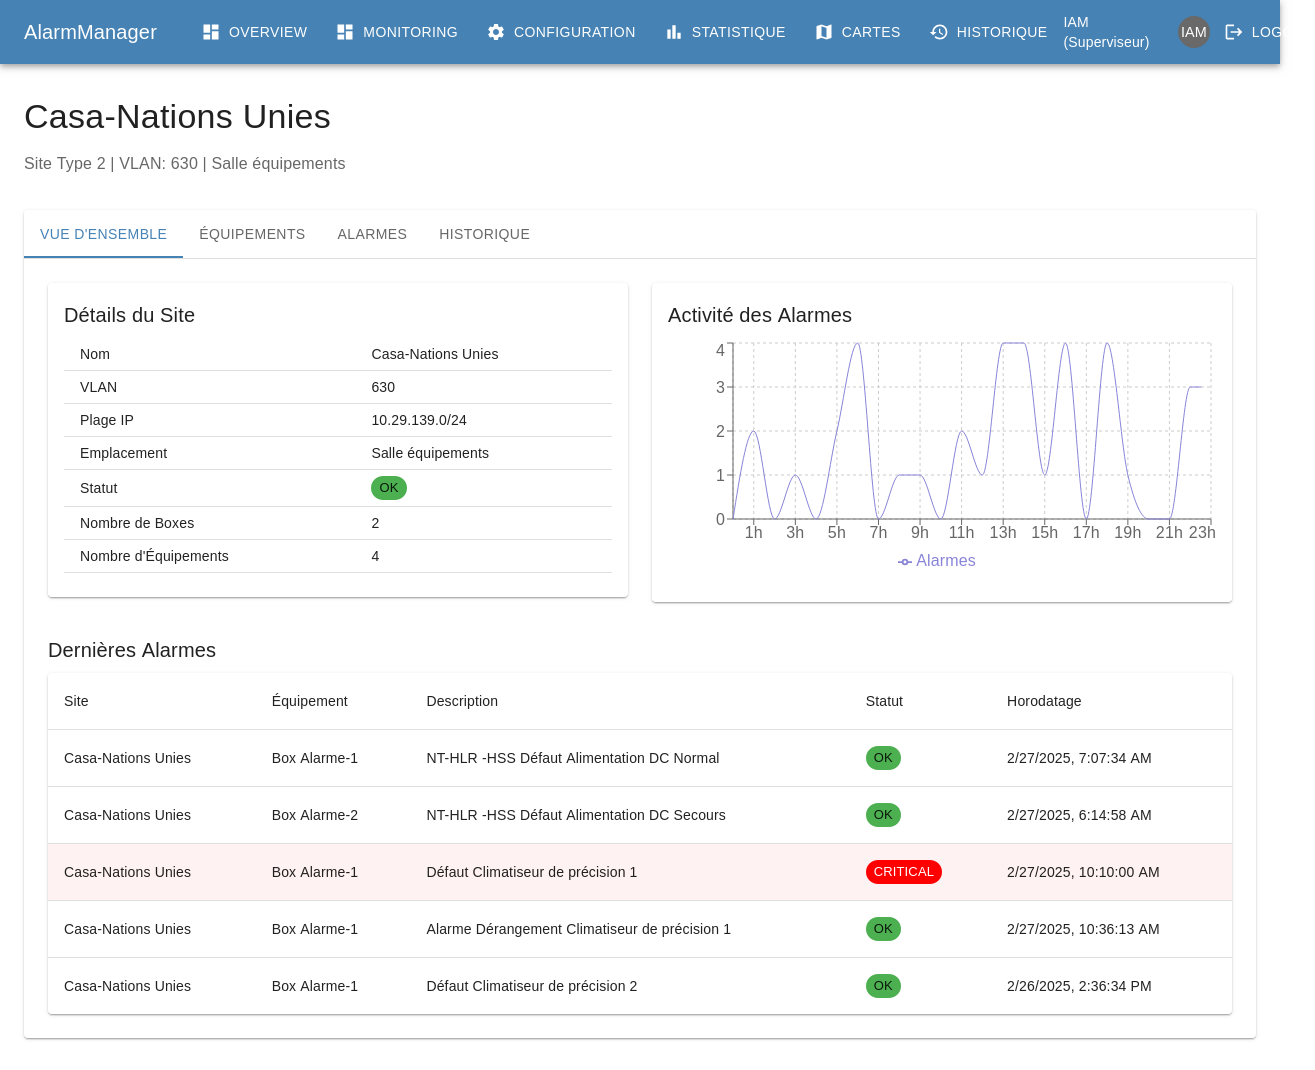 AlarmManager
OVERVIEW
MONITORING
CONFIGURATION
STATISTIQUE
CARTES
HISTORIQUE
IAM
(Superviseur)
IAM
Casa-Nations Unies
Site Type 2 | VLAN: 630 | Salle équipements
VUE D'ENSEMBLE
ÉQUIPEMENTS
ALARMES
HISTORIQUE
Détails du Site
Nom Casa-Nations Unies
VLAN 630
Plage IP 10.29.139.0/24
Emplacement Salle équipements
Statut OK
Nombre de Boxes 2
Nombre d'Équipements 4
Activité des Alarmes
4
3
2
1
0
1h 3h 5h 7h 9h 11h 13h 15h 17h 19h 21h 23h
Alarmes
Dernières Alarmes
Site Équipement Description Statut Horodatage
Casa-Nations Unies Box Alarme-1 NT-HLR -HSS Défaut Alimentation DC Normal OK 2/27/2025, 7:07:34 AM
Casa-Nations Unies Box Alarme-2 NT-HLR -HSS Défaut Alimentation DC Secours OK 2/27/2025, 6:14:58 AM
Casa-Nations Unies Box Alarme-1 Défaut Climatiseur de précision 1 CRITICAL 2/27/2025, 10:10:00 AM
Casa-Nations Unies Box Alarme-1 Alarme Dérangement Climatiseur de précision 1 OK 2/27/2025, 10:36:13 AM
Casa-Nations Unies Box Alarme-1 Défaut Climatiseur de précision 2 OK 2/26/2025, 2:36:34 PM